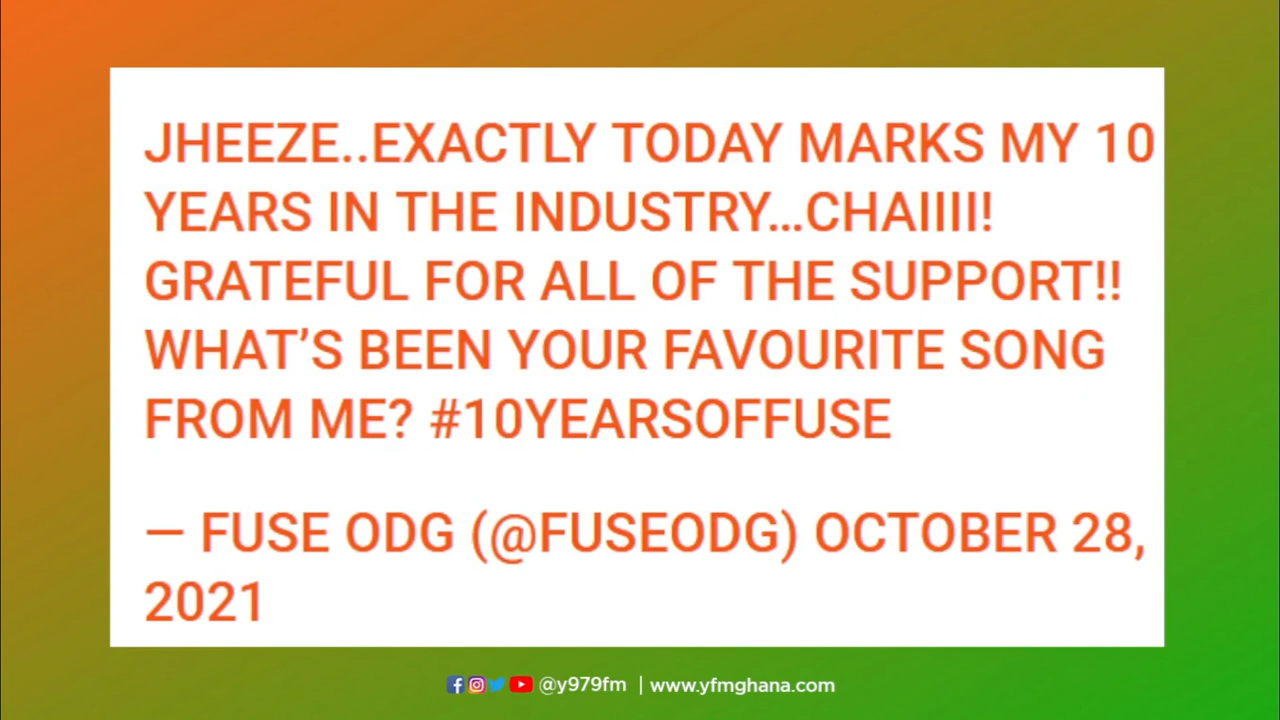 JHEEZE..EXACTLY TODAY MARKS MY 10
YEARS IN THE INDUSTRY...CHAIIII!
GRATEFUL FOR ALL OF THE SUPPORT!!
WHAT’S BEEN YOUR FAVOURITE SONG
FROM ME? #10YEARSOFFUSE
— FUSE ODG (@FUSEODG) OCTOBER 28,
2021
@y979fm | www.yfmghana.com